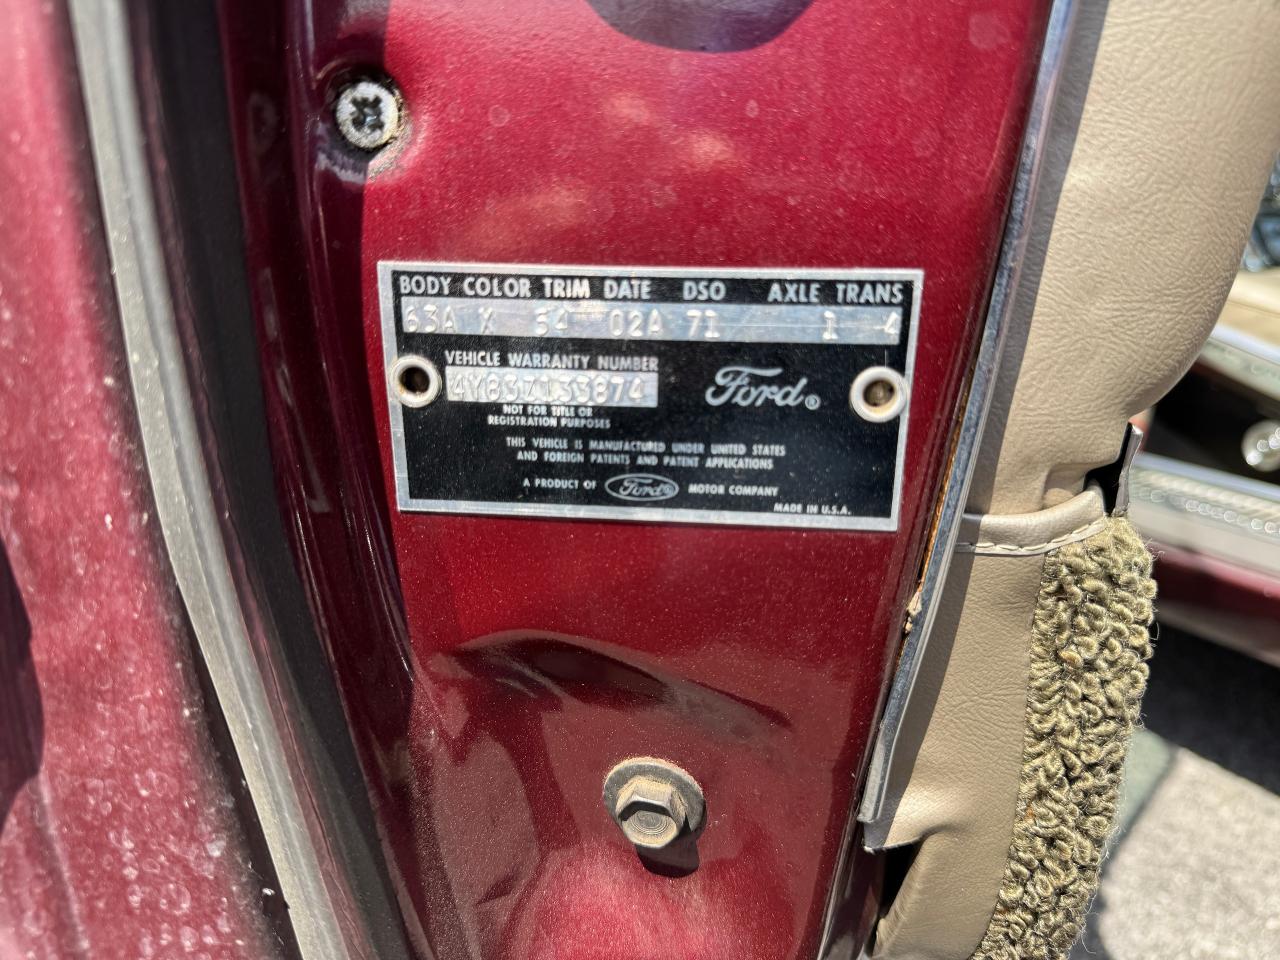 BODY COLOR TRIM DATE DSO AXLE TRANS
63A X 54 02A 71 1 4
VEHICLE WARRANTY NUMBER
4Y83Z133874
NOT FOR TITLE OR
REGISTRATION PURPOSES
Ford®
THIS VEHICLE IS MANUFACTURED UNDER UNITED STATES
AND FOREIGN PATENTS AND PATENT APPLICATIONS
A PRODUCT OF Ford MOTOR COMPANY
MADE IN U.S.A.